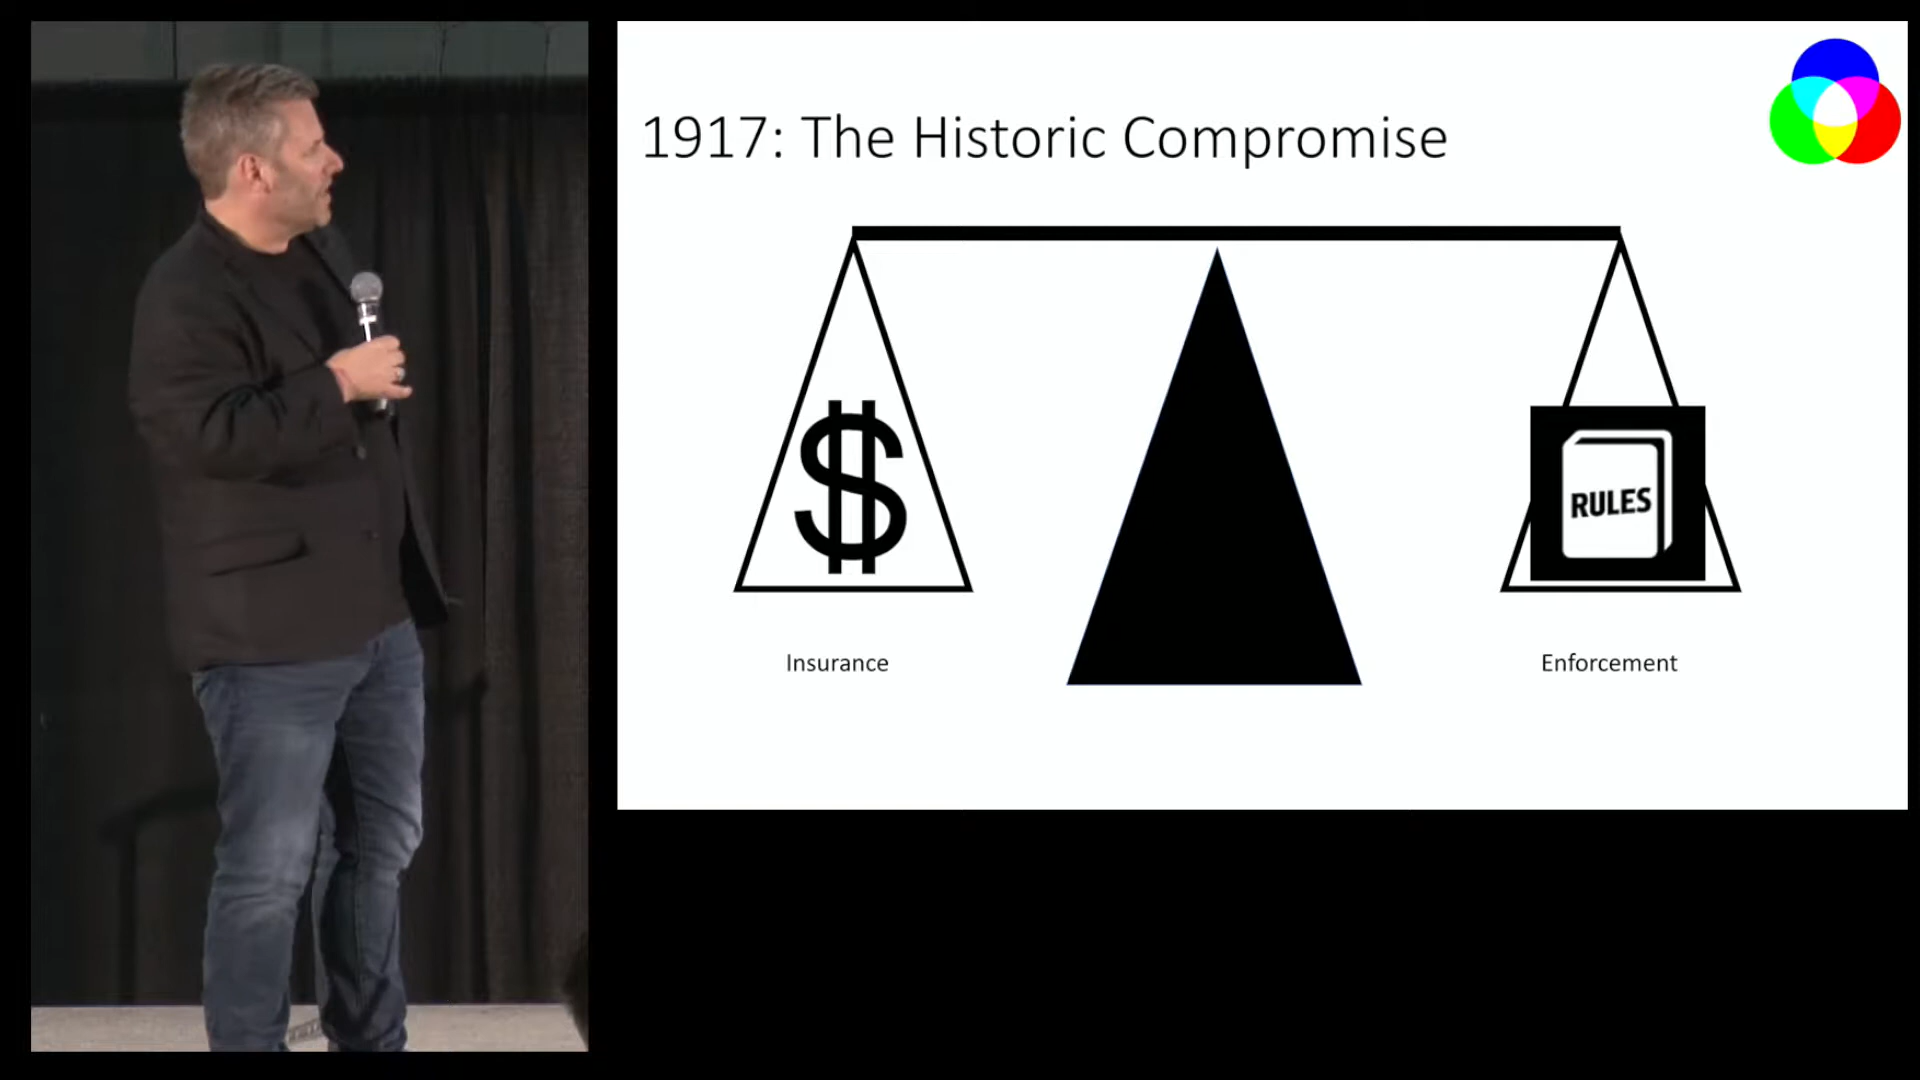 1917: The Historic Compromise
$
RULES
Insurance
Enforcement